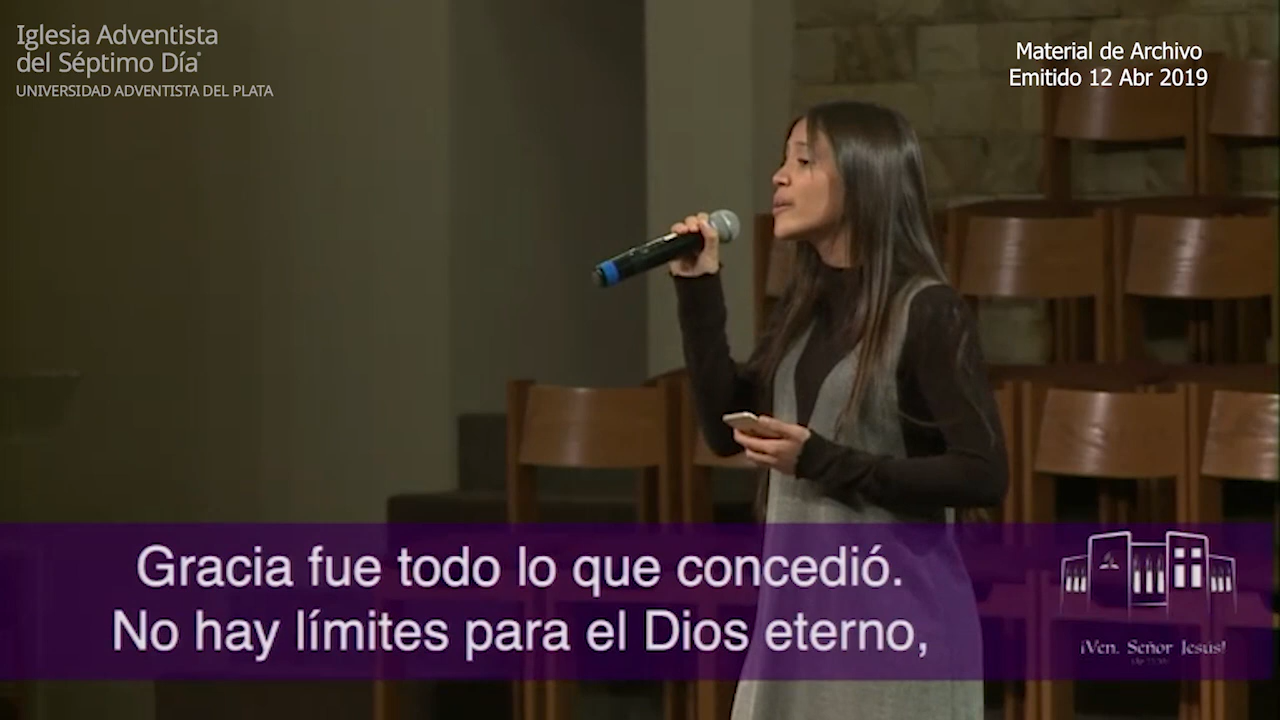 Iglesia Adventista
del Séptimo Día
UNIVERSIDAD ADVENTISTA DEL PLATA
Material de Archivo
Emitido 12 Abr 2019
Gracia fue todo lo que concedió.
No hay límites para el Dios eterno,
¡Ven, Señor Jesús!